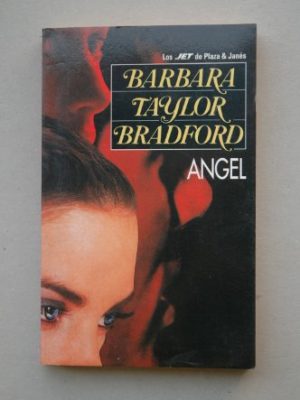 Los JET de Plaza & Janés
BARBARA
TAYLOR
BRADFORD
ANGEL